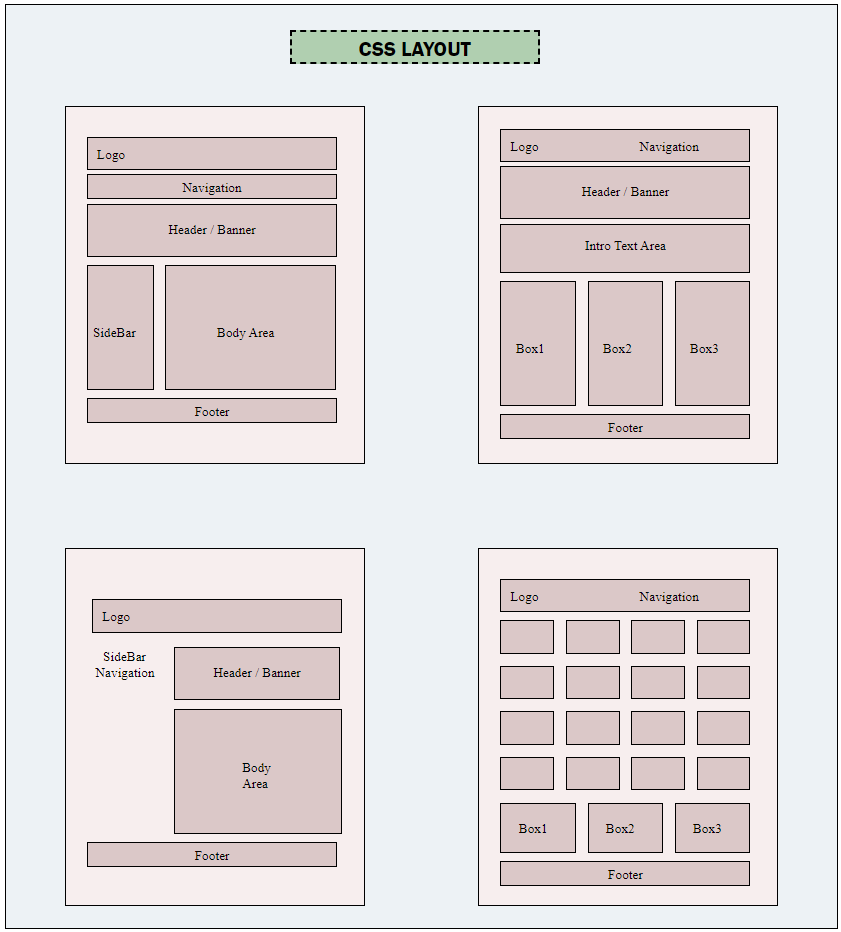 CSS LAYOUT
Logo
Navigation
Header / Banner
SideBar
Body Area
Footer
Logo
Navigation
Header / Banner
Intro Text Area
Box1
Box2
Box3
Footer
Logo
SideBar
Navigation
Header / Banner
Body
Area
Footer
Logo
Navigation
Box1
Box2
Box3
Footer